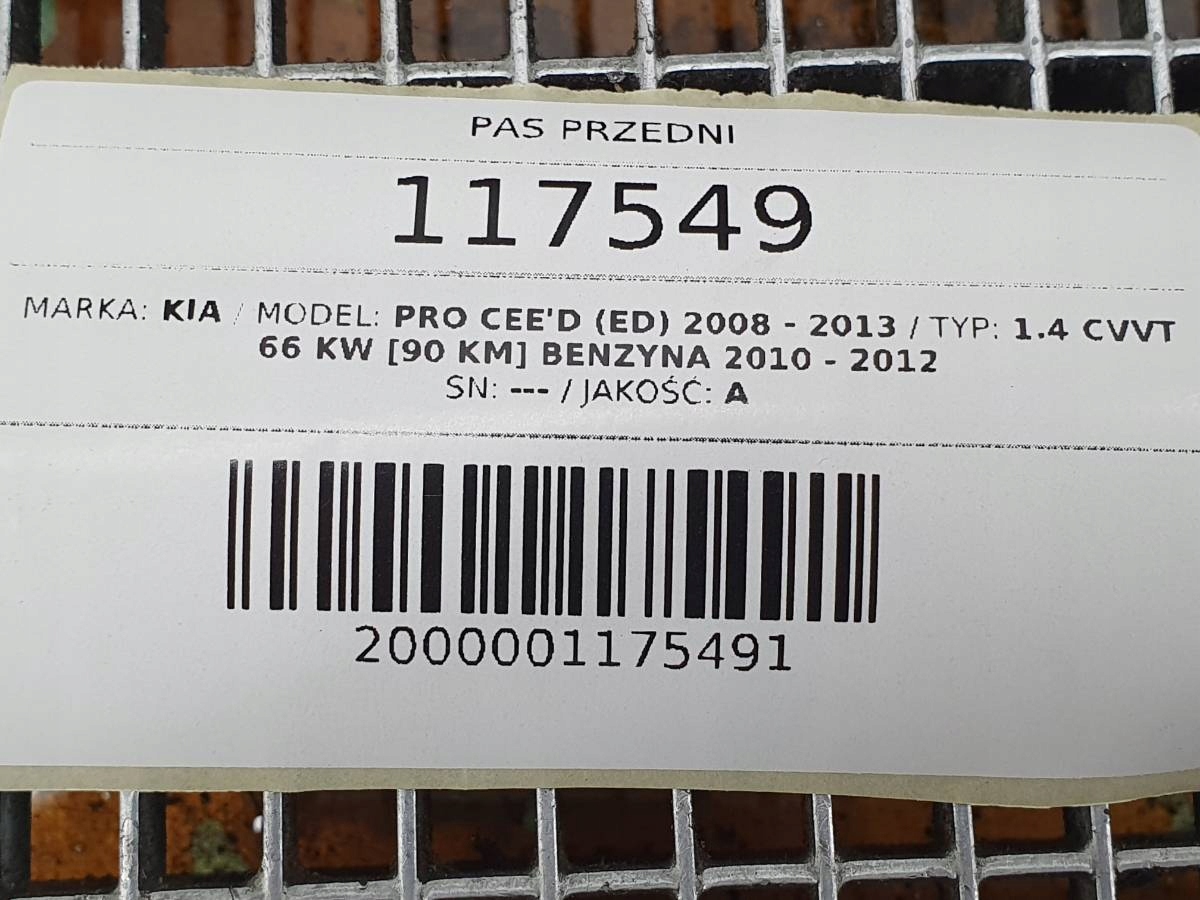 PAS PRZEDNI
117549
MARKA: KIA / MODEL: PRO CEE'D (ED) 2008 - 2013 / TYP: 1.4 CVVT
66 KW [90 KM] BENZYNA 2010 - 2012
SN: --- / JAKOŚĆ: A
2000001175491